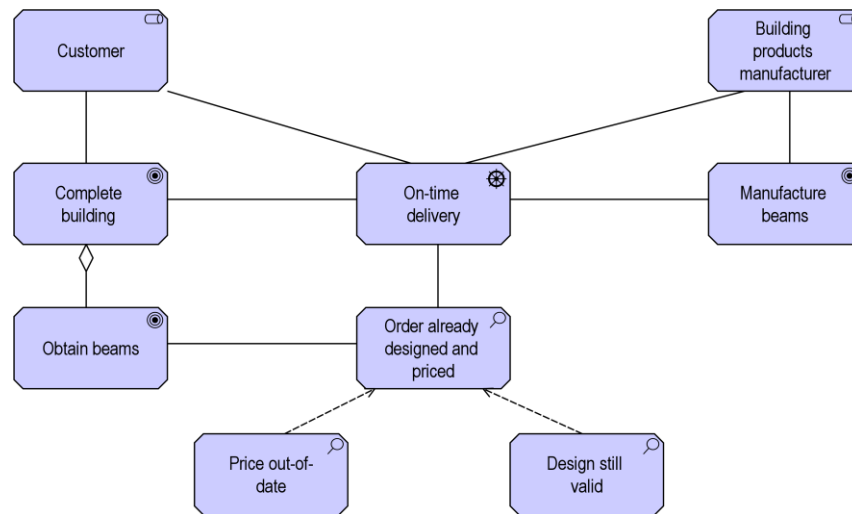 Customer
Building
products
manufacturer
Complete
building
On-time
delivery
Manufacture
beams
Obtain beams
Order already
designed and
priced
Price out-of-
date
Design still
valid